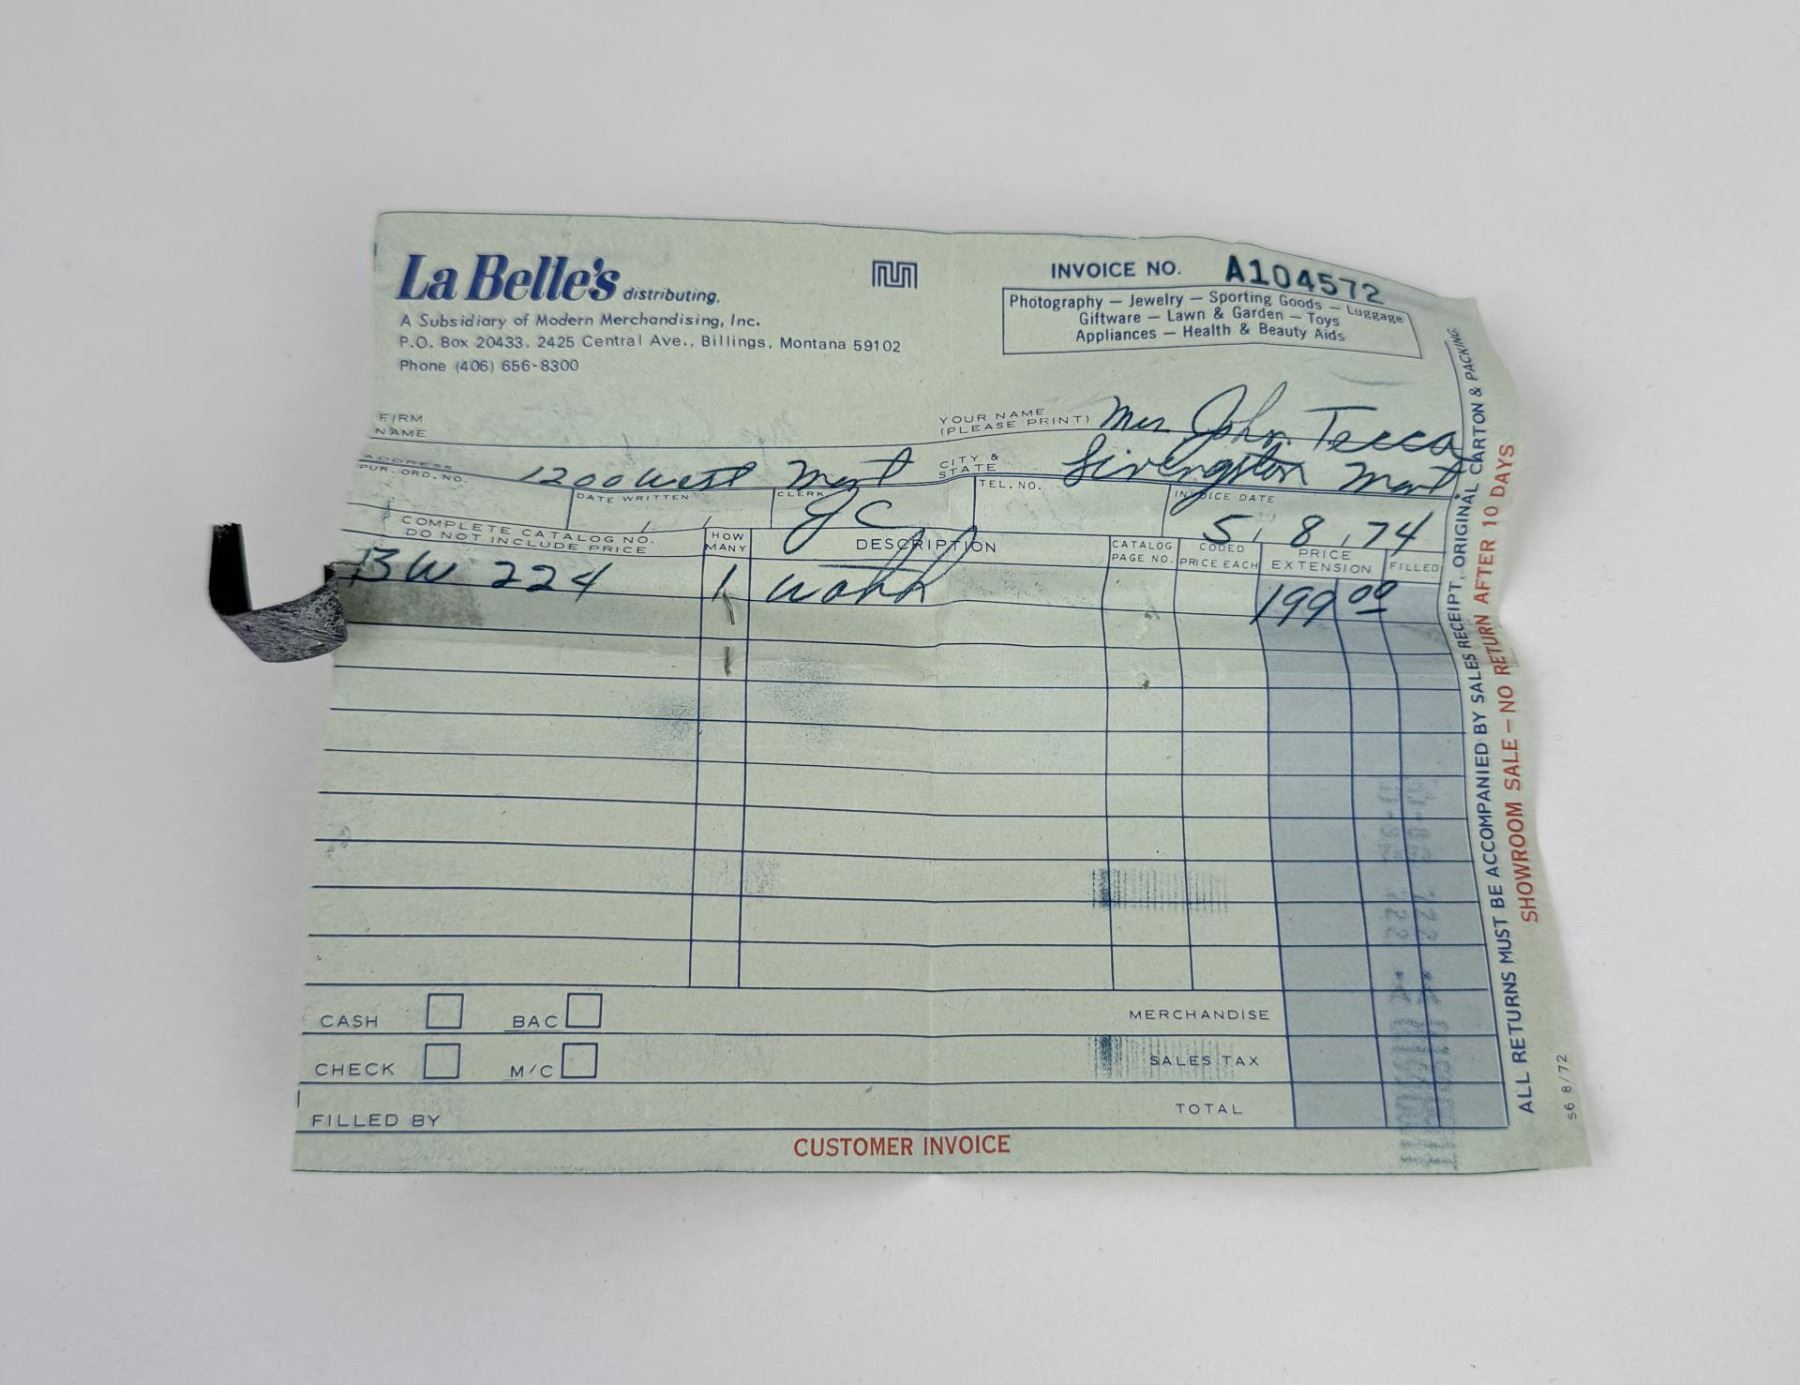 La Belle's distributing.
INVOICE NO. A104572
A Subsidiary of Modern Merchandising, Inc.
P.O. Box 20433, 2425 Central Ave., Billings, Montana 59102
Phone (406) 656-8300
Photography — Jewelry — Sporting Goods — Luggage
Giftware — Lawn & Garden — Toys
Appliances — Health & Beauty Aids
FIRM
NAME
YOUR NAME
(PLEASE PRINT) Mrs John Tecca
ADDRESS 1200 West Mont
CITY &
STATE Livengston Mont
PUR. ORD. NO.
DATE WRITTEN / /
CLERK JC
TEL. NO.
INVOICE DATE 5 / 8 / 74
COMPLETE CATALOG NO.
DO NOT INCLUDE PRICE
HOW
MANY
DESCRIPTION
CATALOG
PAGE NO.
CODED
PRICE EACH
PRICE
EXTENSION
FILLED
BW 224 1 watch 199 00
CASH BAC MERCHANDISE
CHECK M/C SALES TAX
FILLED BY TOTAL
CUSTOMER INVOICE
ALL RETURNS MUST BE ACCOMPANIED BY SALES RECEIPT, ORIGINAL CARTON & PACKING.
SHOWROOM SALE — NO RETURN AFTER 10 DAYS
S6 8/72